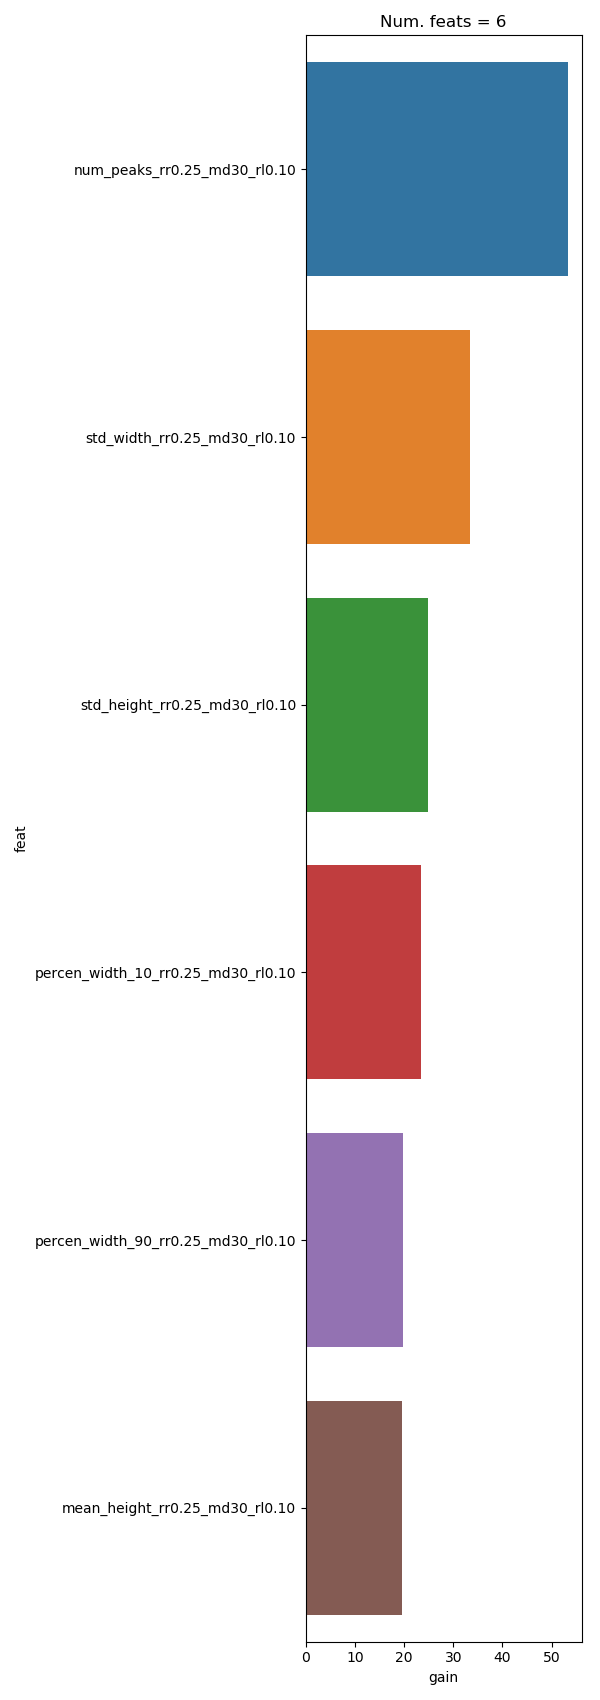 Num. feats = 6
num_peaks_rr0.25_md30_rl0.10
std_width_rr0.25_md30_rl0.10
std_height_rr0.25_md30_rl0.10
feat
percen_width_10_rr0.25_md30_rl0.10
percen_width_90_rr0.25_md30_rl0.10
mean_height_rr0.25_md30_rl0.10
0 10 20 30 40 50
gain